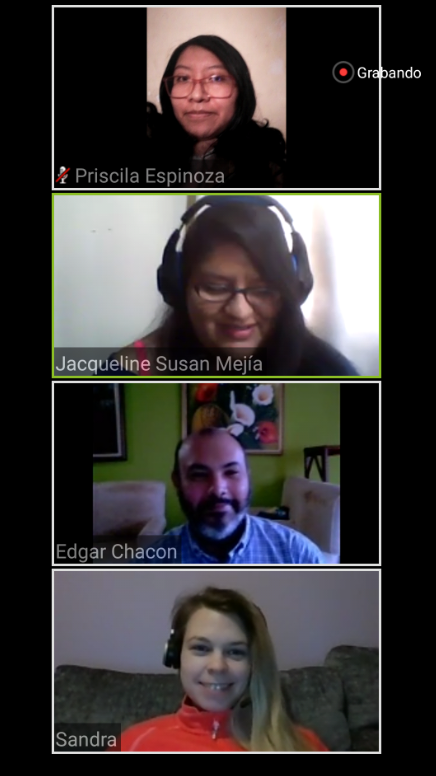 Grabando
Priscila Espinoza
Jacqueline Susan Mejía
Edgar Chacon
Sandra